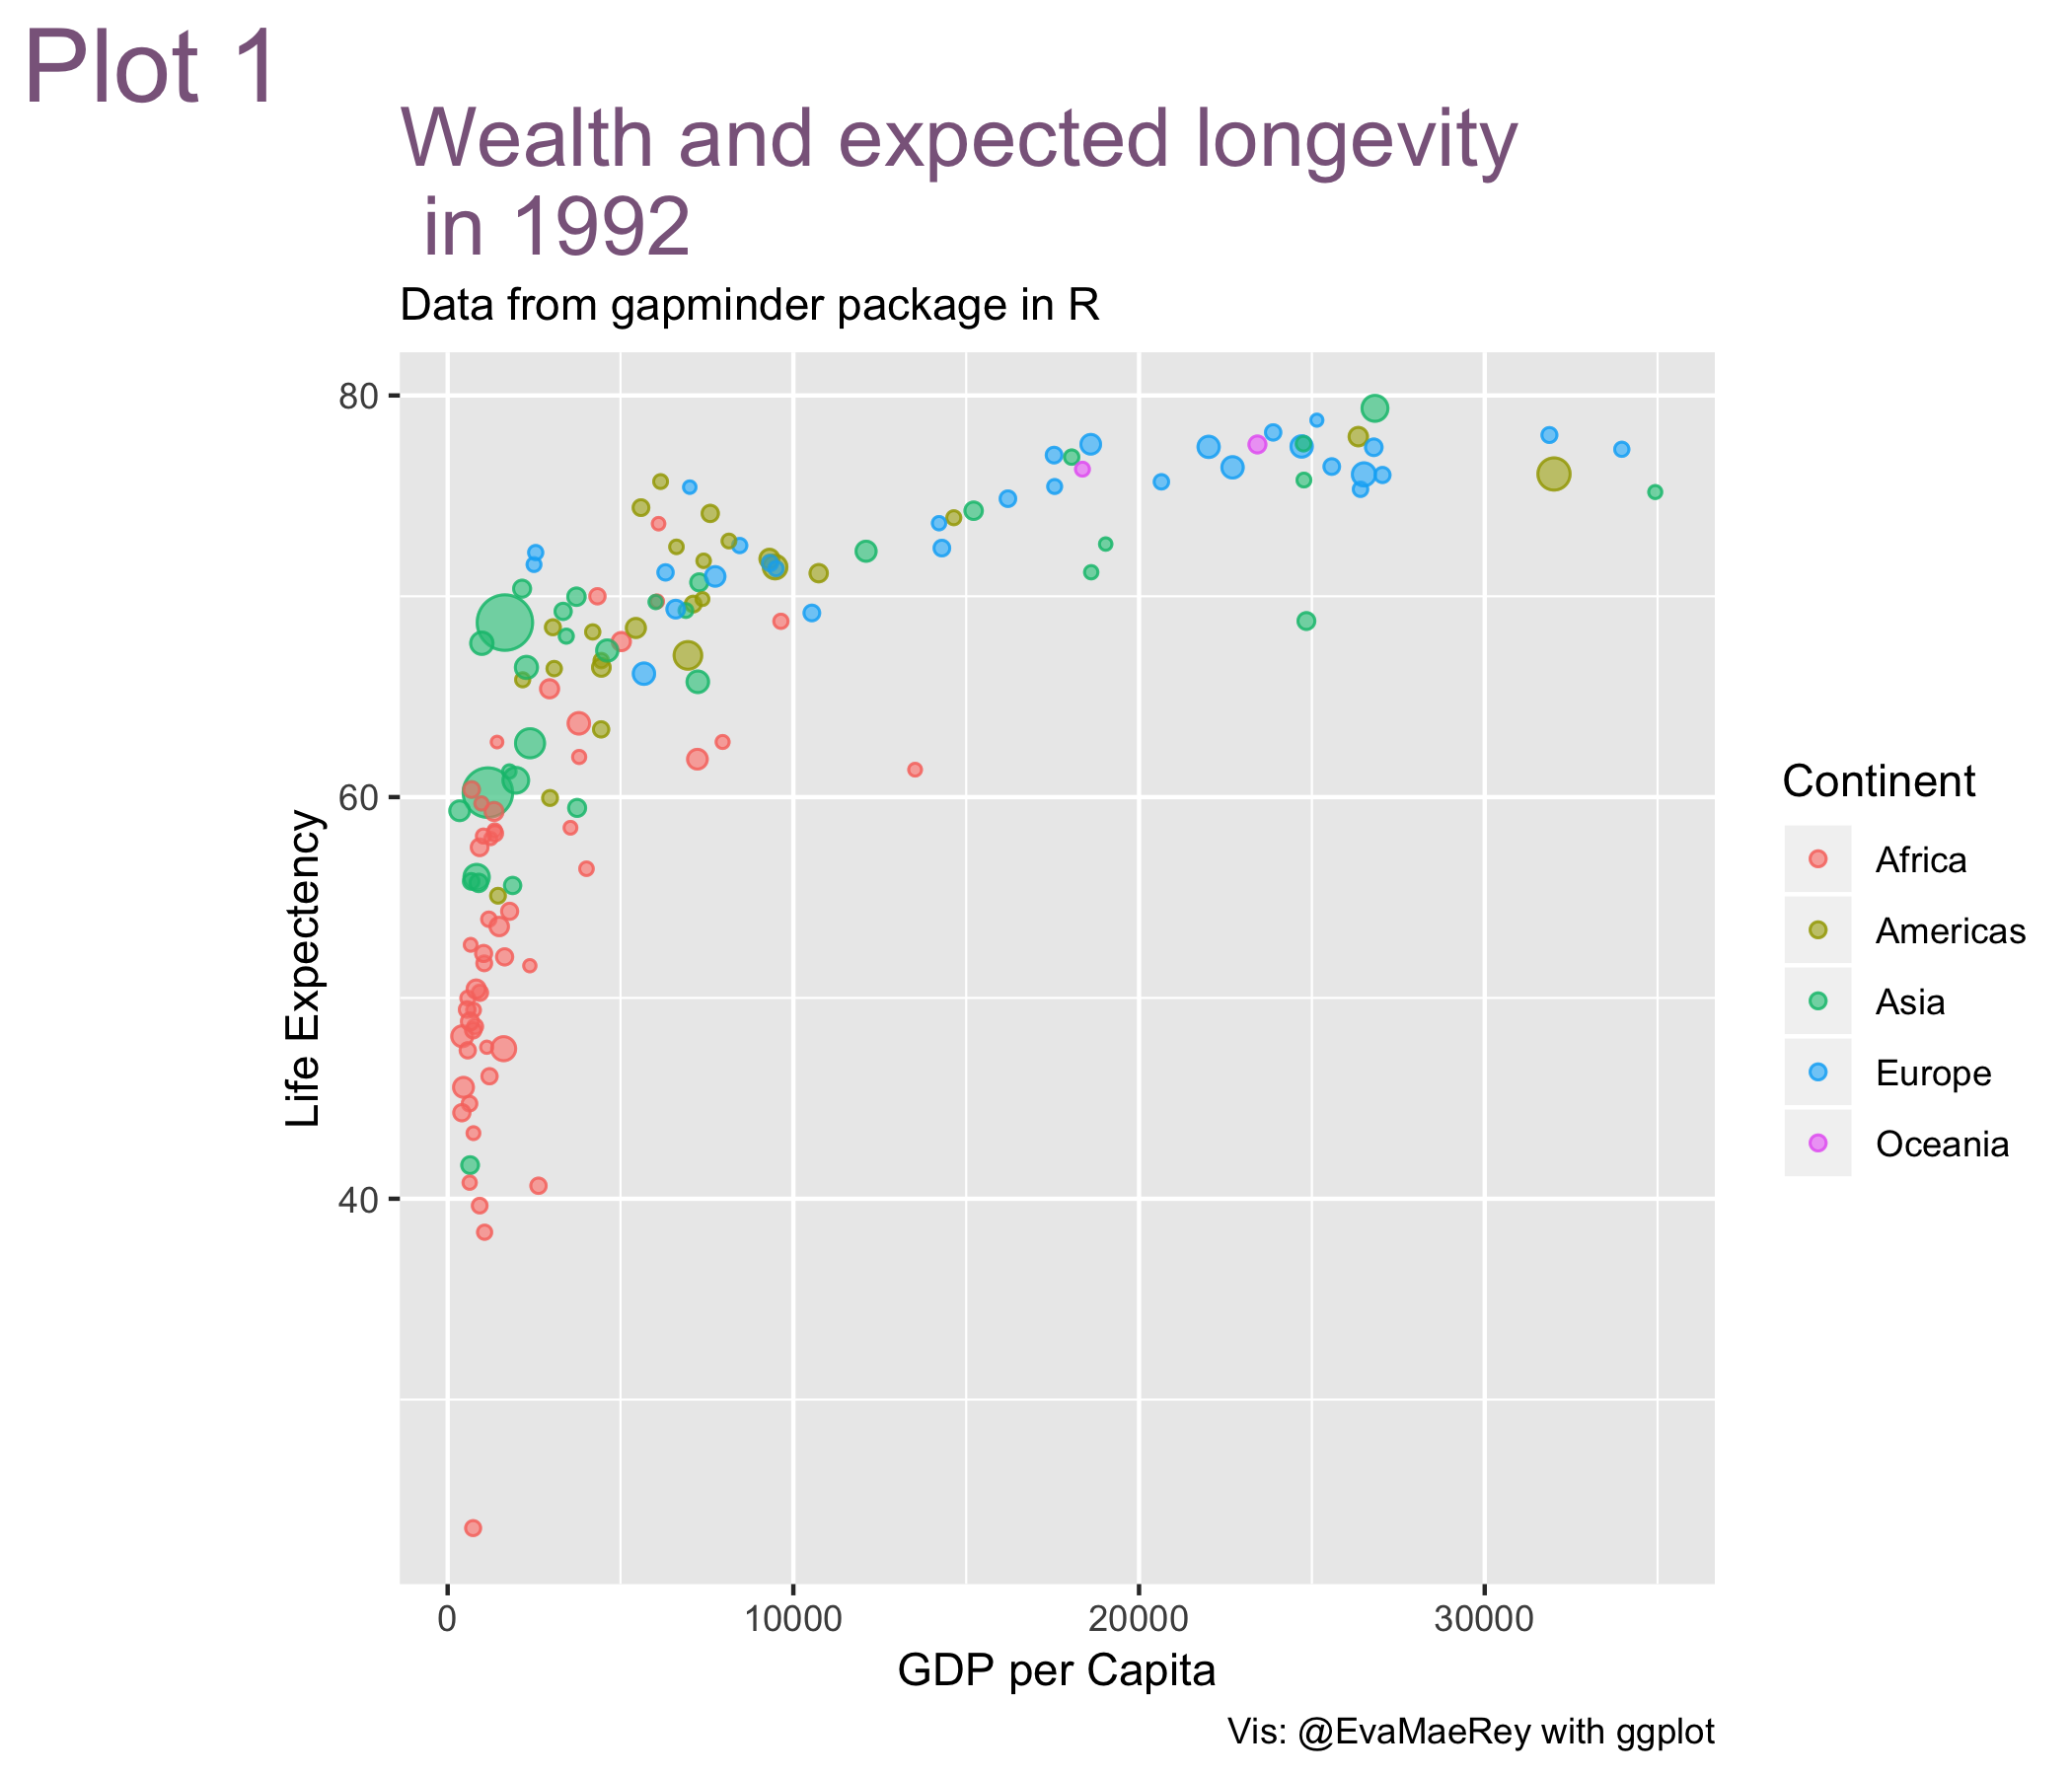 Plot 1
Wealth and expected longevity
in 1992
Data from gapminder package in R
80
60
40
Life Expectency
0 10000 20000 30000
GDP per Capita
Continent
Africa
Americas
Asia
Europe
Oceania
Vis: @EvaMaeRey with ggplot